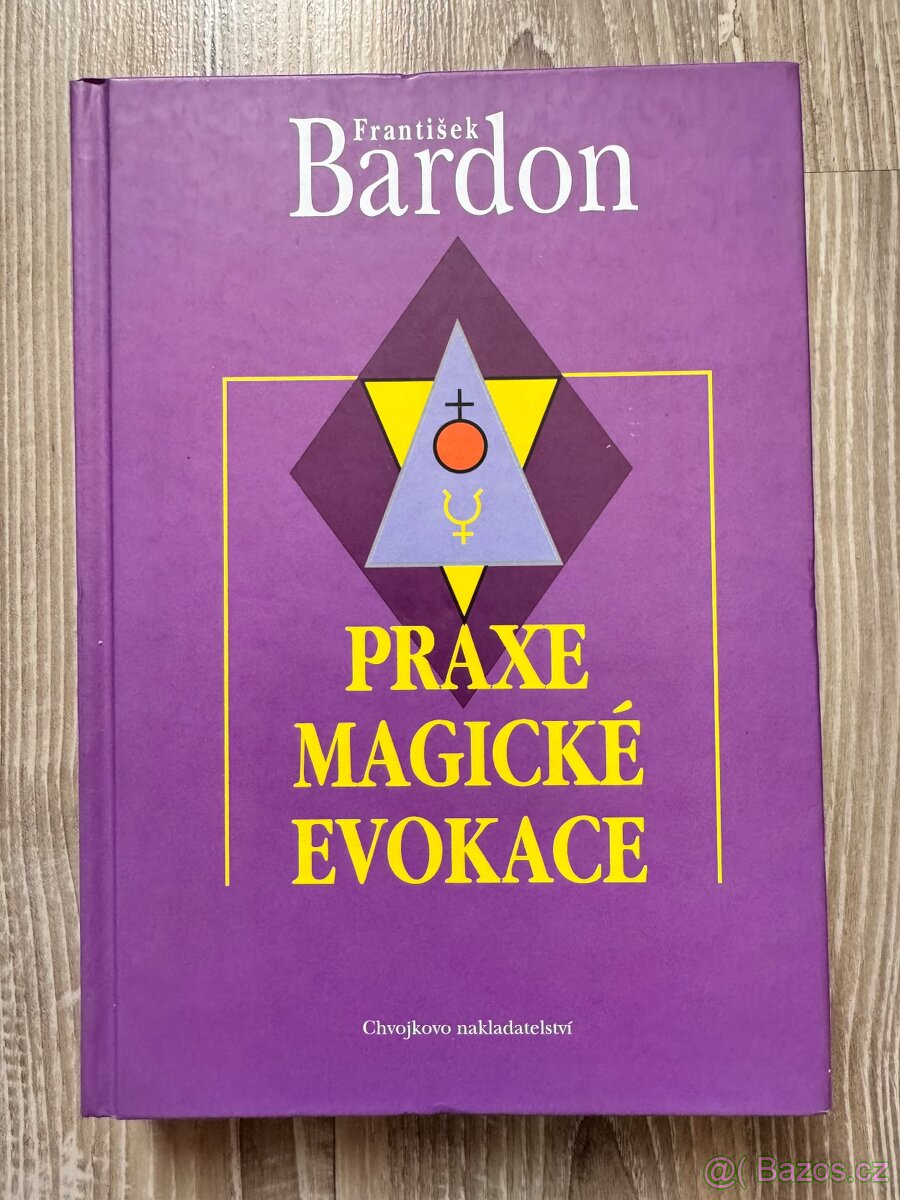 František
Bardon
PRAXE
MAGICKÉ
EVOKACE
Chvojkovo nakladatelství
@( Bazos.cz